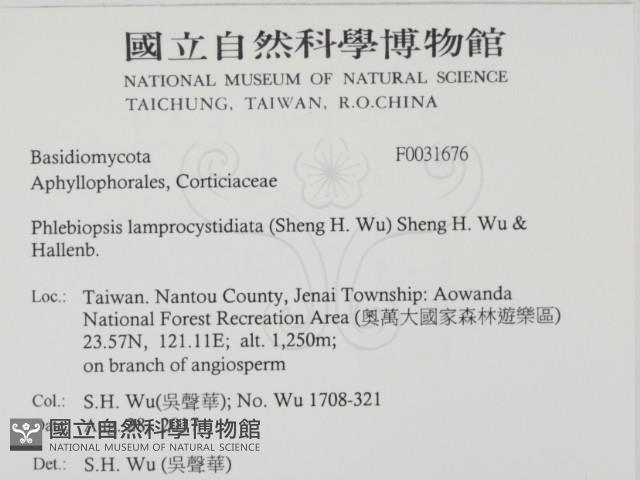 國立自然科學博物館
NATIONAL MUSEUM OF NATURAL SCIENCE
TAICHUNG, TAIWAN, R.O.CHINA
Basidiomycota F0031676
Aphyllophorales, Corticiaceae
Phlebiopsis lamprocystidiata (Sheng H. Wu) Sheng H. Wu &
Hallenb.
Loc.: Taiwan. Nantou County, Jenai Township: Aowanda
National Forest Recreation Area (奧萬大國家森林遊樂區)
23.57N, 121.11E; alt. 1,250m;
on branch of angiosperm
Col.: S.H. Wu(吳聲華); No. Wu 1708-321
國立自然科學博物館
NATIONAL MUSEUM OF NATURAL SCIENCE
Det.: S.H. Wu (吳聲華)